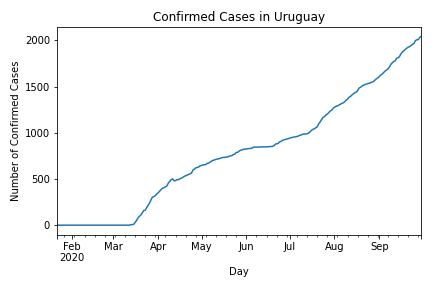 Confirmed Cases in Uruguay
Number of Confirmed Cases
2000
1500
1000
500
0
Feb Mar Apr May Jun Jul Aug Sep
2020
Day